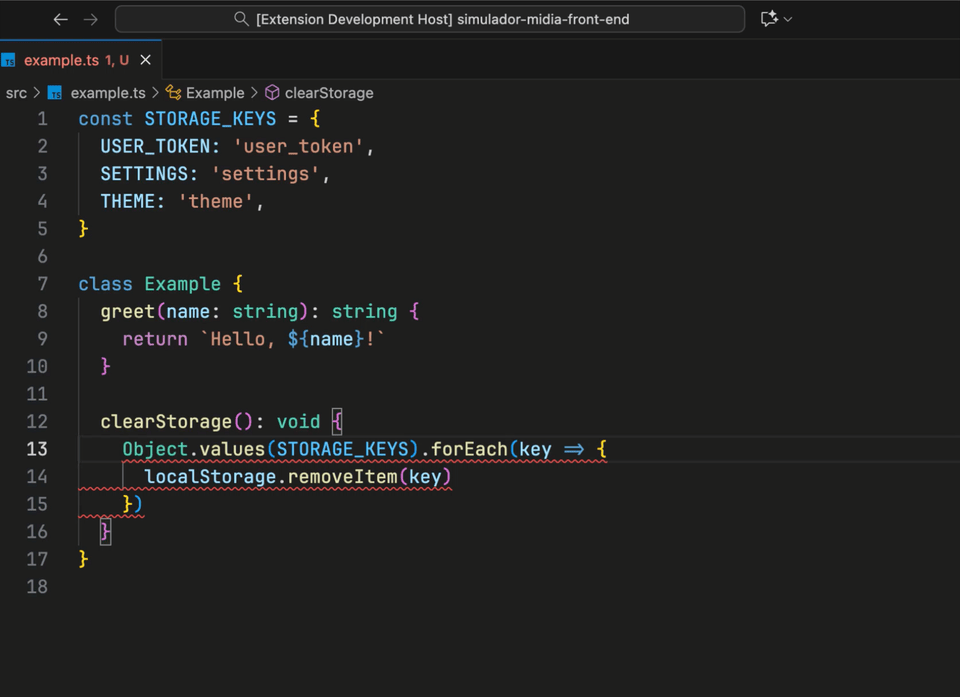 [Extension Development Host] simulador-midia-front-end
TS example.ts 1, U
src > TS example.ts > Example > clearStorage
1 const STORAGE_KEYS = {
2   USER_TOKEN: 'user_token',
3   SETTINGS: 'settings',
4   THEME: 'theme',
5 }
6
7 class Example {
8   greet(name: string): string {
9     return `Hello, ${name}!`
10   }
11
12   clearStorage(): void {
13     Object.values(STORAGE_KEYS).forEach(key => {
14       localStorage.removeItem(key)
15     })
16   }
17 }
18